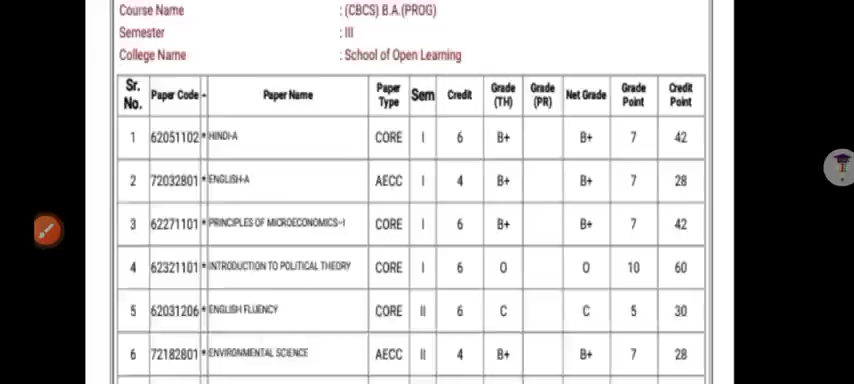 Course Name : (CBCS) B.A.(PROG)
Semester : III
College Name : School of Open Learning
Sr. No. Paper Code Paper Name Paper Type Sem Credit Grade (TH) Grade (PR) Net Grade Grade Point Credit Point
1 62051102 * HINDI-A CORE I 6 B+ B+ 7 42
2 72032801 * ENGLISH-A AECC I 4 B+ B+ 7 28
3 62271101 * PRINCIPLES OF MICROECONOMICS-I CORE I 6 B+ B+ 7 42
4 62321101 * INTRODUCTION TO POLITICAL THEORY CORE I 6 O O 10 60
5 62031206 * ENGLISH FLUENCY CORE II 6 C C 5 30
6 72182801 * ENVIRONMENTAL SCIENCE AECC II 4 B+ B+ 7 28